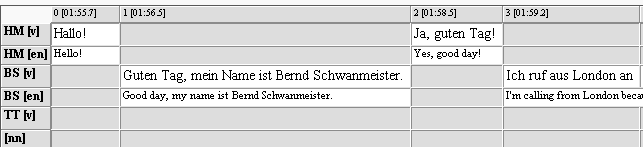 0 [01:55.7] 1 [01:56.5] 2 [01:58.5] 3 [01:59.2]
HM [v] Hallo! Ja, guten Tag!
HM [en] Hello! Yes, good day!
BS [v] Guten Tag, mein Name ist Bernd Schwanmeister. Ich ruf aus London an
BS [en] Good day, my name ist Bernd Schwanmeister. I'm calling from London beca
TT [v]
[nn]